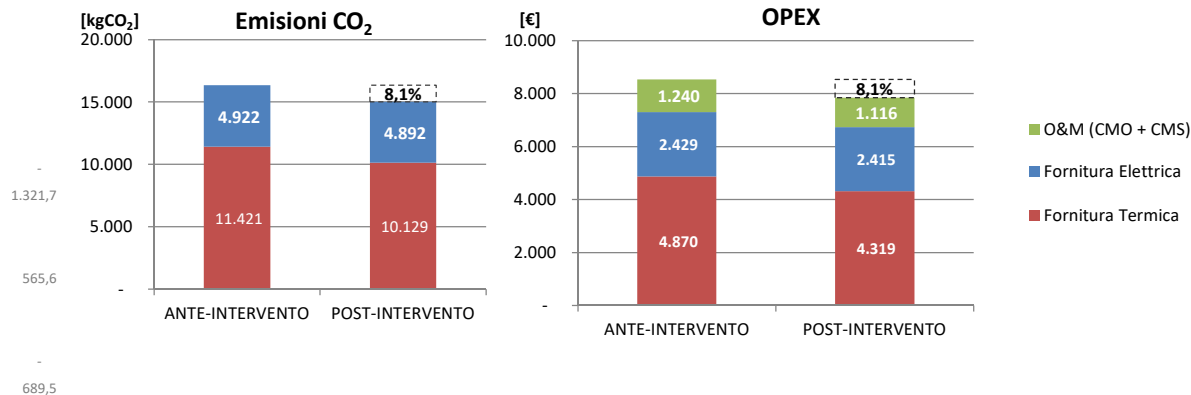 [kgCO2]
Emisioni CO2
20.000
15.000
10.000
5.000
-
8,1%
4.922
4.892
11.421
10.129
ANTE-INTERVENTO
POST-INTERVENTO
-
1.321,7
565,6
-
689,5
[€]
OPEX
10.000
8.000
6.000
4.000
2.000
-
8,1%
1.240
1.116
2.429
2.415
4.870
4.319
ANTE-INTERVENTO
POST-INTERVENTO
O&M (CMO + CMS)
Fornitura Elettrica
Fornitura Termica